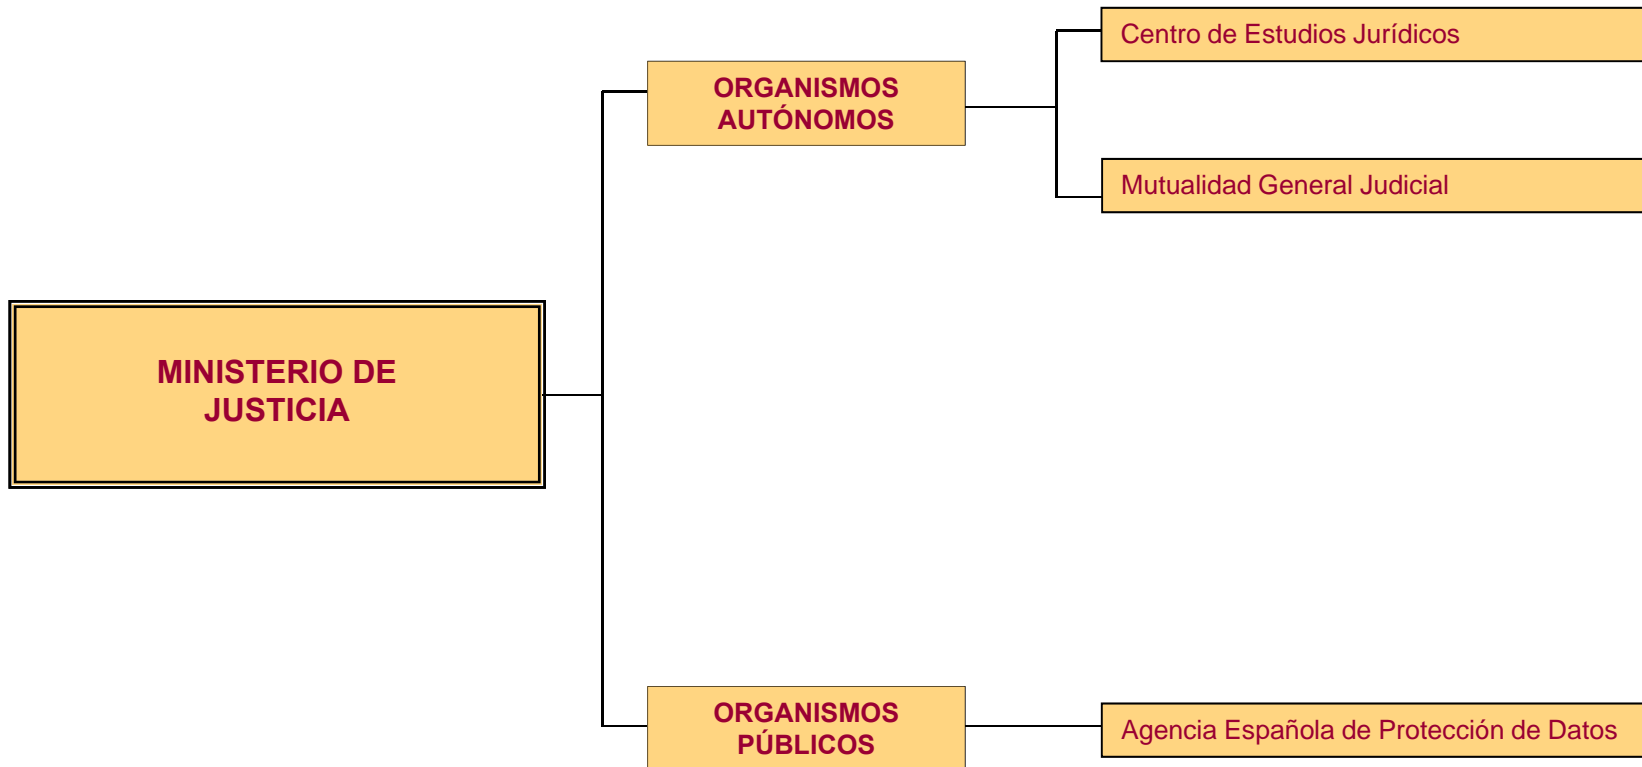 Centro de Estudios Jurídicos
ORGANISMOS
AUTÓNOMOS
Mutualidad General Judicial
MINISTERIO DE
JUSTICIA
ORGANISMOS
PÚBLICOS
Agencia Española de Protección de Datos